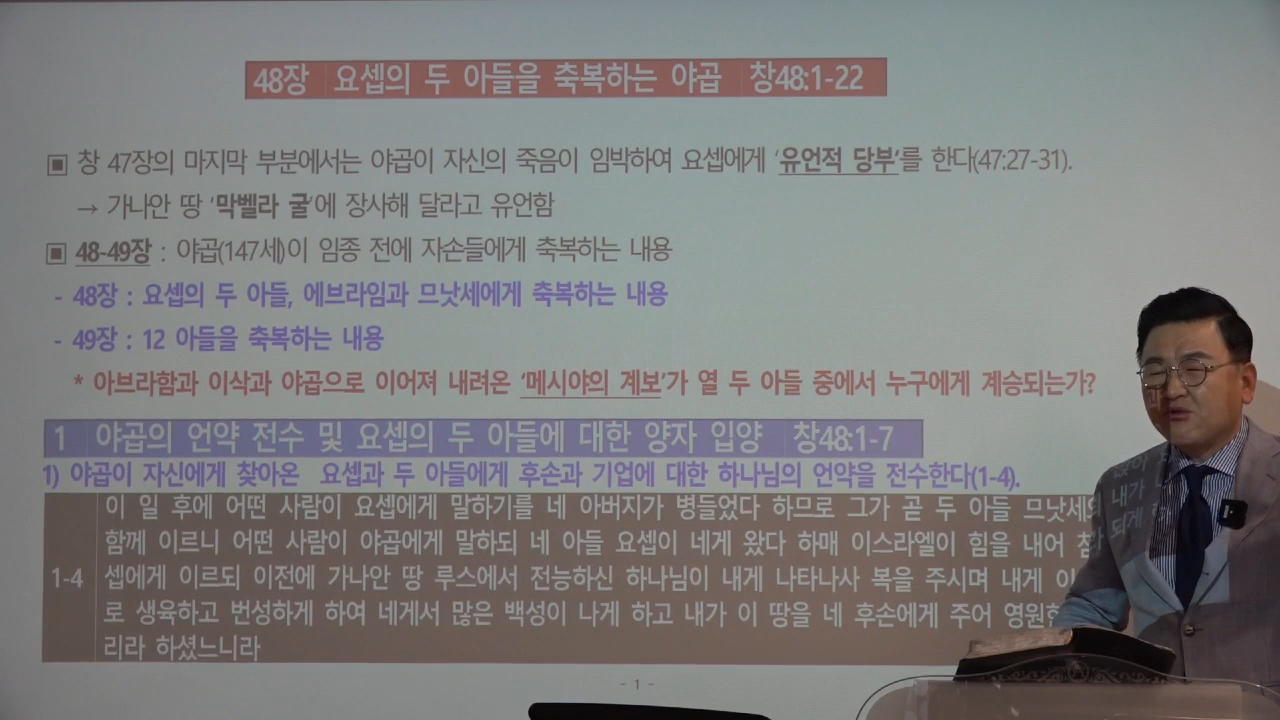 48장 요셉의 두 아들을 축복하는 야곱 창48:1-22
▣ 창 47장의 마지막 부분에서는 야곱이 자신의 죽음이 임박하여 요셉에게 '유언적 당부'를 한다(47:27-31).
→ 가나안 땅 '막벨라 굴'에 장사해 달라고 유언함
▣ 48-49장 : 야곱(147세)이 임종 전에 자손들에게 축복하는 내용
- 48장 : 요셉의 두 아들, 에브라임과 므낫세에게 축복하는 내용
- 49장 : 12 아들을 축복하는 내용
* 아브라함과 이삭과 야곱으로 이어져 내려온 '메시야의 계보'가 열 두 아들 중에서 누구에게 계승되는가?
1 야곱의 언약 전수 및 요셉의 두 아들에 대한 양자 입양 창48:1-7
1) 야곱이 자신에게 찾아온 요셉과 두 아들에게 후손과 기업에 대한 하나님의 언약을 전수한다(1-4).
이 일 후에 어떤 사람이 요셉에게 말하기를 네 아버지가 병들었다 하므로 그가 곧 두 아들 므낫세
함께 이르니 어떤 사람이 야곱에게 말하되 네 아들 요셉이 네게 왔다 하매 이스라엘이 힘을 내어
1-4 셉에게 이르되 이전에 가나안 땅 루스에서 전능하신 하나님이 내게 나타나사 복을 주시며 내게
로 생육하고 번성하게 하여 네게서 많은 백성이 나게 하고 내가 이 땅을 네 후손에게 주어
리라 하셨느니라
- 1 -